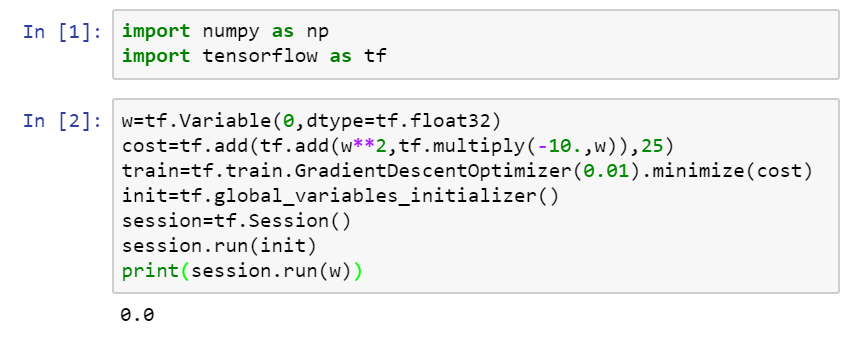 In [1]: import numpy as np
import tensorflow as tf
In [2]: w=tf.Variable(0,dtype=tf.float32)
cost=tf.add(tf.add(w**2,tf.multiply(-10.,w)),25)
train=tf.train.GradientDescentOptimizer(0.01).minimize(cost)
init=tf.global_variables_initializer()
session=tf.Session()
session.run(init)
print(session.run(w))
0.0